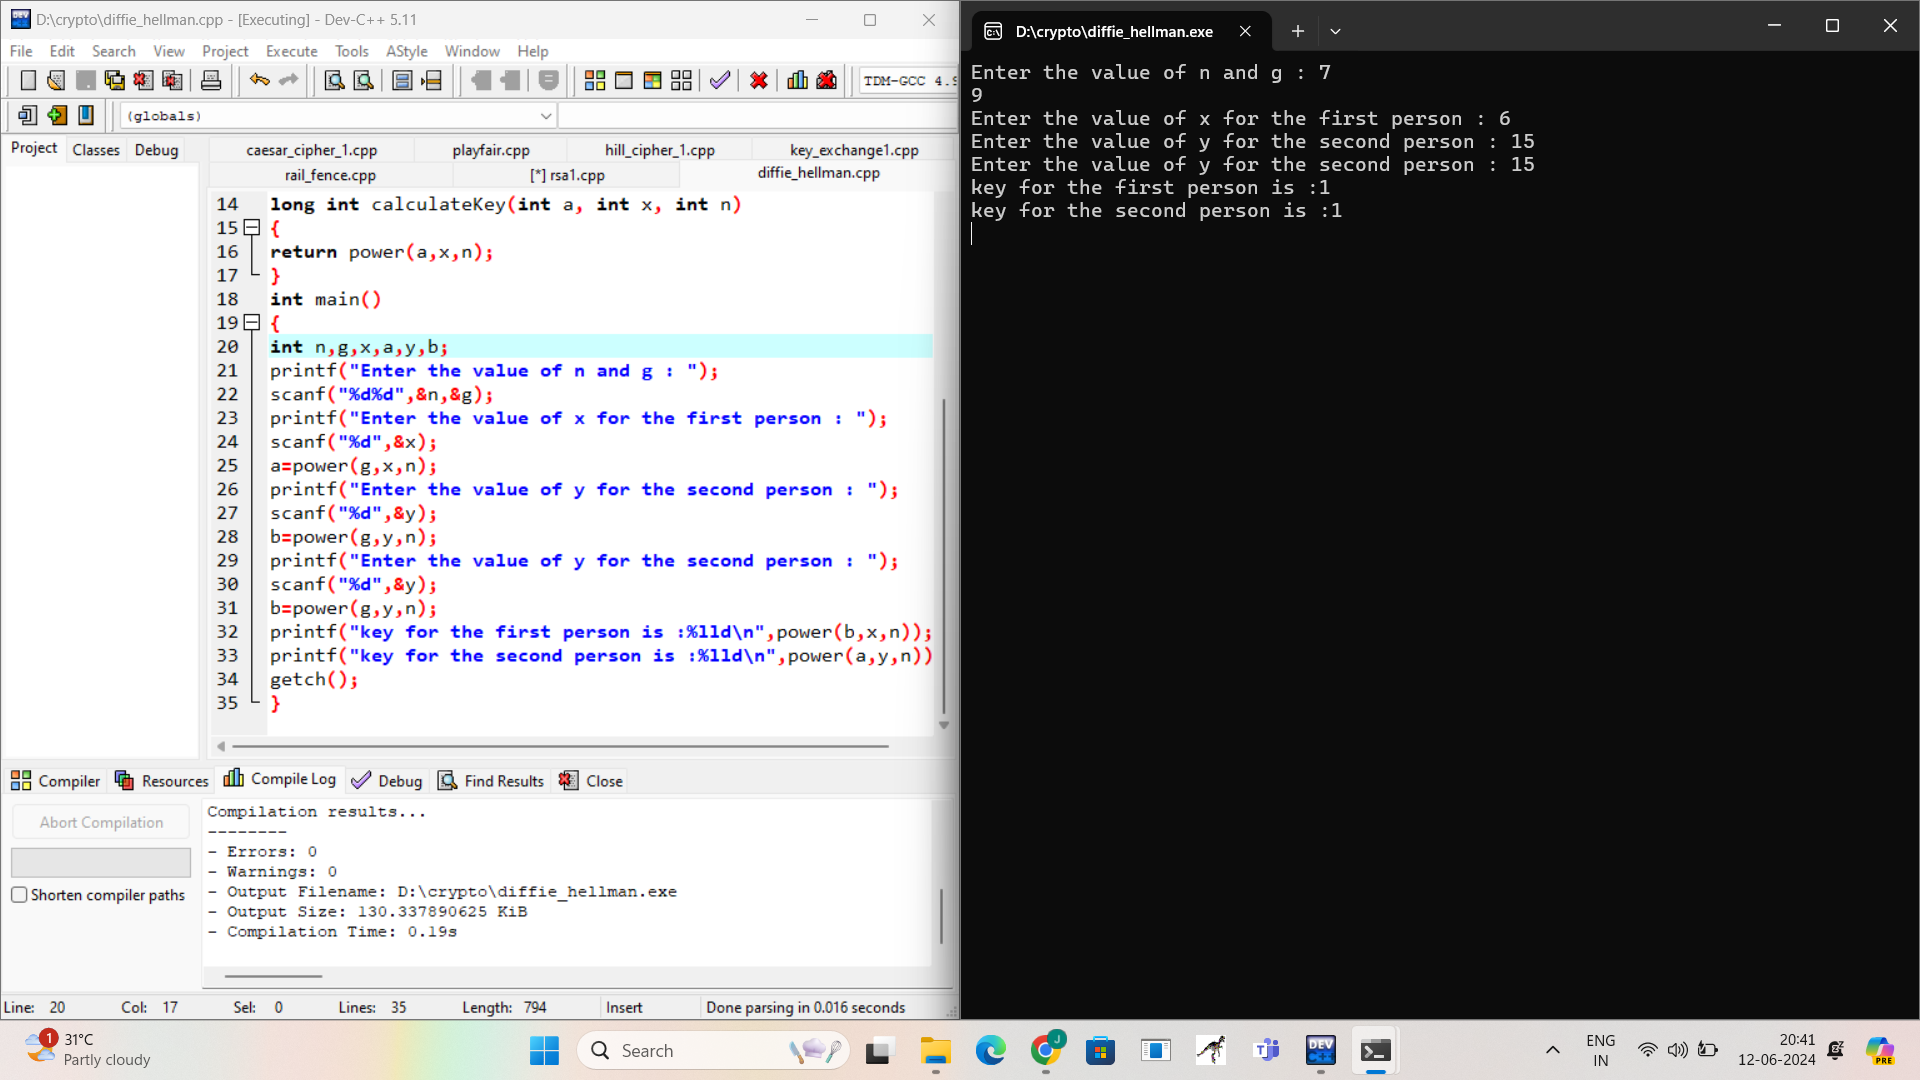 D:\crypto\diffie_hellman.cpp - [Executing] - Dev-C++ 5.11
File Edit Search View Project Execute Tools AStyle Window Help
TDM-GCC 4.9
(globals)
Project Classes Debug
caesar_cipher_1.cpp playfair.cpp hill_cipher_1.cpp key_exchange1.cpp
rail_fence.cpp [*] rsa1.cpp diffie_hellman.cpp
14 long int calculateKey(int a, int x, int n)
15 {
16 return power(a,x,n);
17 }
18 int main()
19 {
20 int n,g,x,a,y,b;
21 printf("Enter the value of n and g : ");
22 scanf("%d%d",&n,&g);
23 printf("Enter the value of x for the first person : ");
24 scanf("%d",&x);
25 a=power(g,x,n);
26 printf("Enter the value of y for the second person : ");
27 scanf("%d",&y);
28 b=power(g,y,n);
29 printf("Enter the value of y for the second person : ");
30 scanf("%d",&y);
31 b=power(g,y,n);
32 printf("key for the first person is :%lld\n",power(b,x,n));
33 printf("key for the second person is :%lld\n",power(a,y,n))
34 getch();
35 }
Compiler Resources Compile Log Debug Find Results Close
Abort Compilation
Shorten compiler paths
Compilation results...
--------
- Errors: 0
- Warnings: 0
- Output Filename: D:\crypto\diffie_hellman.exe
- Output Size: 130.337890625 KiB
- Compilation Time: 0.19s
Line: 20 Col: 17 Sel: 0 Lines: 35 Length: 794 Insert Done parsing in 0.016 seconds
D:\crypto\diffie_hellman.exe
Enter the value of n and g : 7
9
Enter the value of x for the first person : 6
Enter the value of y for the second person : 15
Enter the value of y for the second person : 15
key for the first person is :1
key for the second person is :1
1
31°C
Partly cloudy
Search
J
DEV
ENG
IN
20:41
12-06-2024
PRE